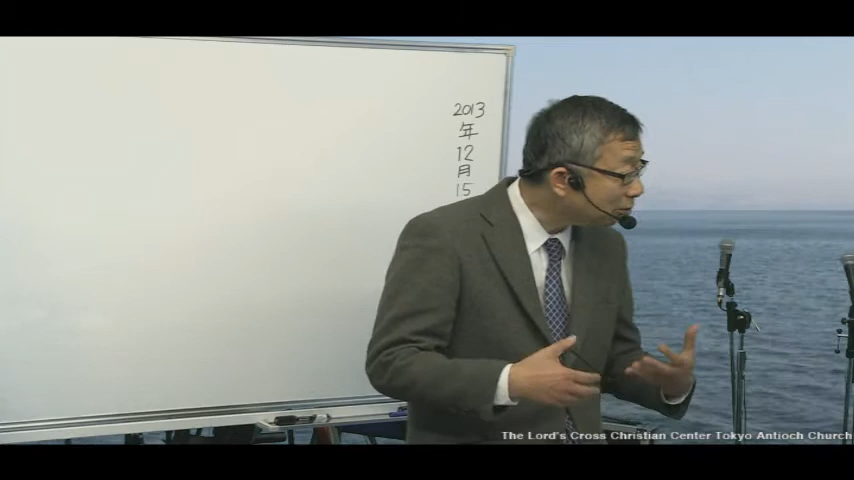 2013
年
12
月
15
The Lord's Cross Christian Center Tokyo Antioch Church